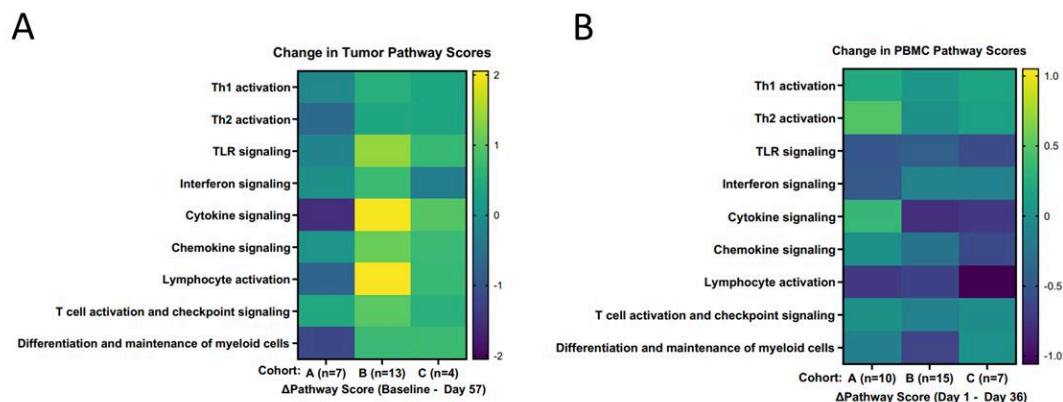 A
Change in Tumor Pathway Scores
Th1 activation
Th2 activation
TLR signaling
Interferon signaling
Cytokine signaling
Chemokine signaling
Lymphocyte activation
T cell activation and checkpoint signaling
Differentiation and maintenance of myeloid cells
2
1
0
-1
-2
Cohort: A (n=7) B (n=13) C (n=4)
ΔPathway Score (Baseline - Day 57)
B
Change in PBMC Pathway Scores
Th1 activation
Th2 activation
TLR signaling
Interferon signaling
Cytokine signaling
Chemokine signaling
Lymphocyte activation
T cell activation and checkpoint signaling
Differentiation and maintenance of myeloid cells
1.0
0.5
0
-0.5
-1.0
Cohort: A (n=10) B (n=15) C (n=7)
ΔPathway Score (Day 1 - Day 36)